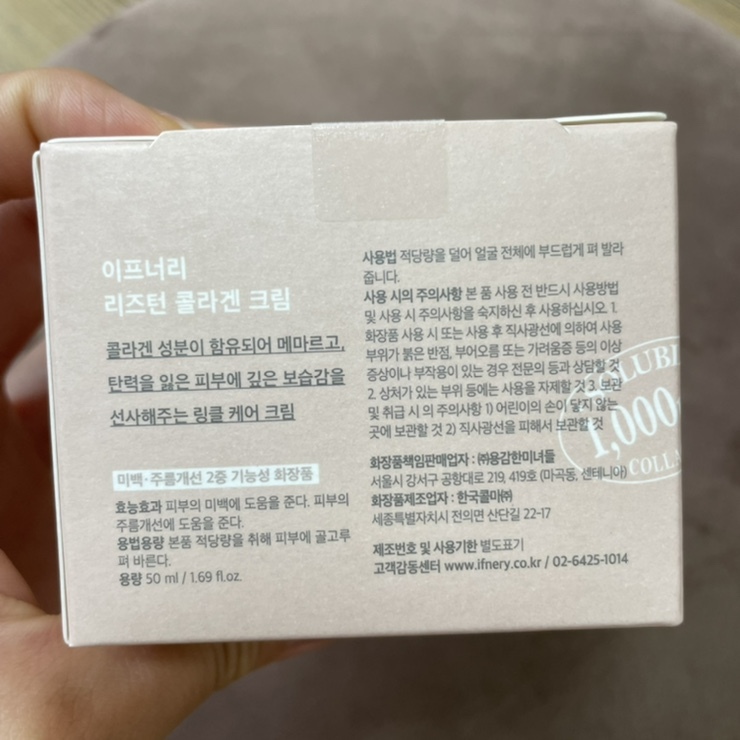 이프너리
리즈턴 콜라겐 크림
콜라겐 성분이 함유되어 메마르고,
탄력을 잃은 피부에 깊은 보습감을
선사해주는 링클 케어 크림
미백·주름개선 2중 기능성 화장품
효능효과 피부의 미백에 도움을 준다. 피부의
주름개선에 도움을 준다.
용법용량 본품 적당량을 취해 피부에 골고루
펴 바른다.
용량 50 ml / 1.69 fl.oz.
사용법 적당량을 덜어 얼굴 전체에 부드럽게 펴 발라
줍니다.
사용 시의 주의사항 본 품 사용 전 반드시 사용방법
및 사용 시 주의사항을 숙지하신 후 사용하십시오. 1.
화장품 사용 시 또는 사용 후 직사광선에 의하여 사용
부위가 붉은 반점, 부어오름 또는 가려움증 등의 이상
증상이나 부작용이 있는 경우 전문의 등과 상담할 것
2. 상처가 있는 부위 등에는 사용을 자제할 것 3. 보관
및 취급 시 의 주의사항 1) 어린이의 손이 닿지 않는
곳에 보관할 것 2) 직사광선을 피해서 보관할 것
화장품책임판매업자 : ㈜용감한미녀들
서울시 강서구 공항대로 219, 419호 (마곡동, 센테니아)
화장품제조업자 : 한국콜마㈜
세종특별자치시 전의면 산단길 22-17
제조번호 및 사용기한 별도표기
고객감동센터 www.ifnery.co.kr / 02-6425-1014
1,000